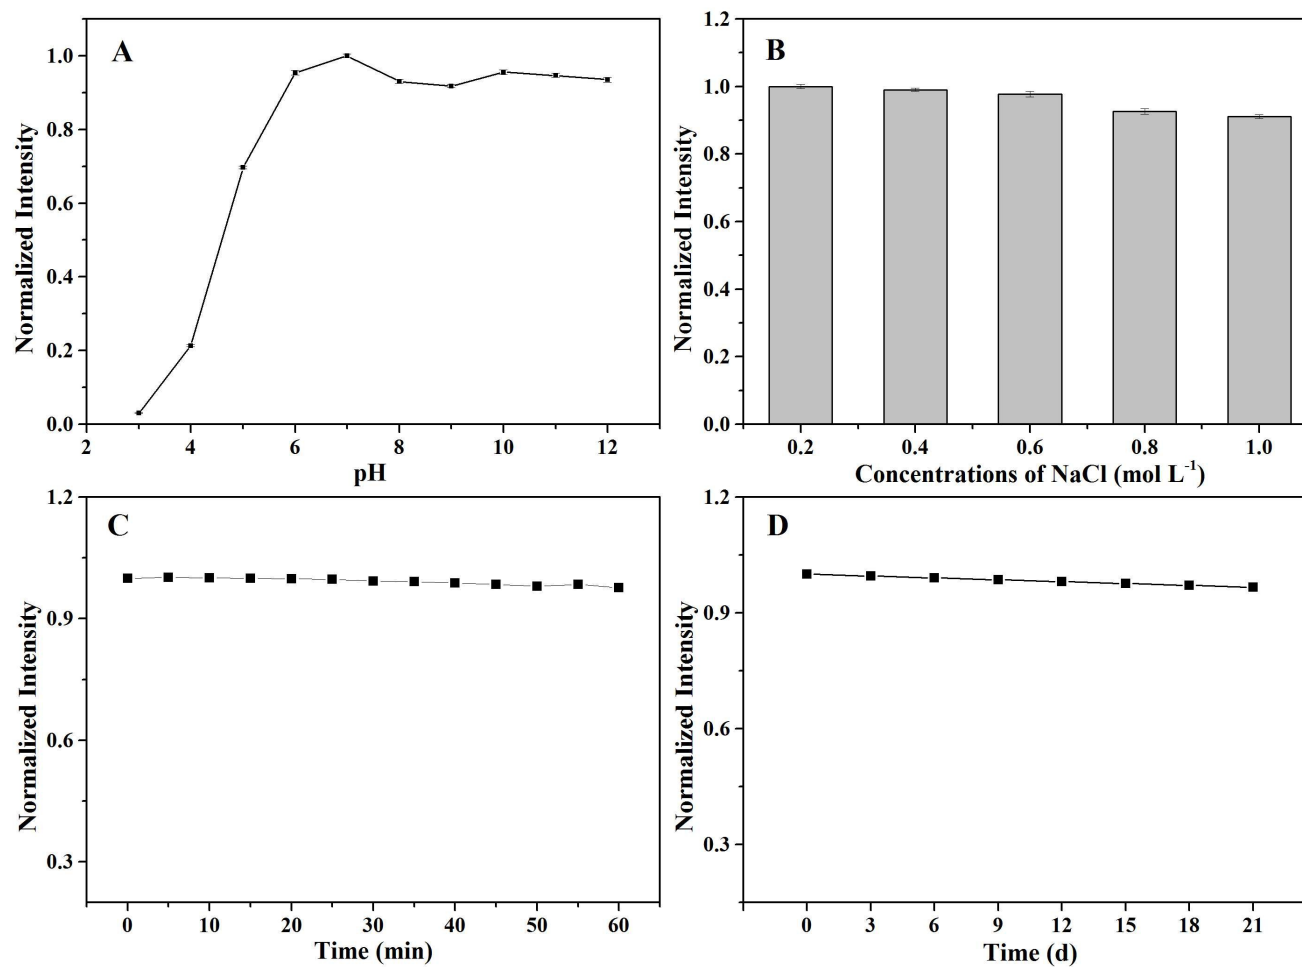 A
Normalized Intensity
1.0
0.8
0.6
0.4
0.2
0.0
2 4 6 8 10 12
pH
B
Normalized Intensity
1.2
1.0
0.8
0.6
0.4
0.2
0.0
0.2 0.4 0.6 0.8 1.0
Concentrations of NaCl (mol L⁻¹)
C
Normalized Intensity
1.2
0.9
0.6
0.3
0 10 20 30 40 50 60
Time (min)
D
Normalized Intensity
1.2
0.9
0.6
0.3
0 3 6 9 12 15 18 21
Time (d)